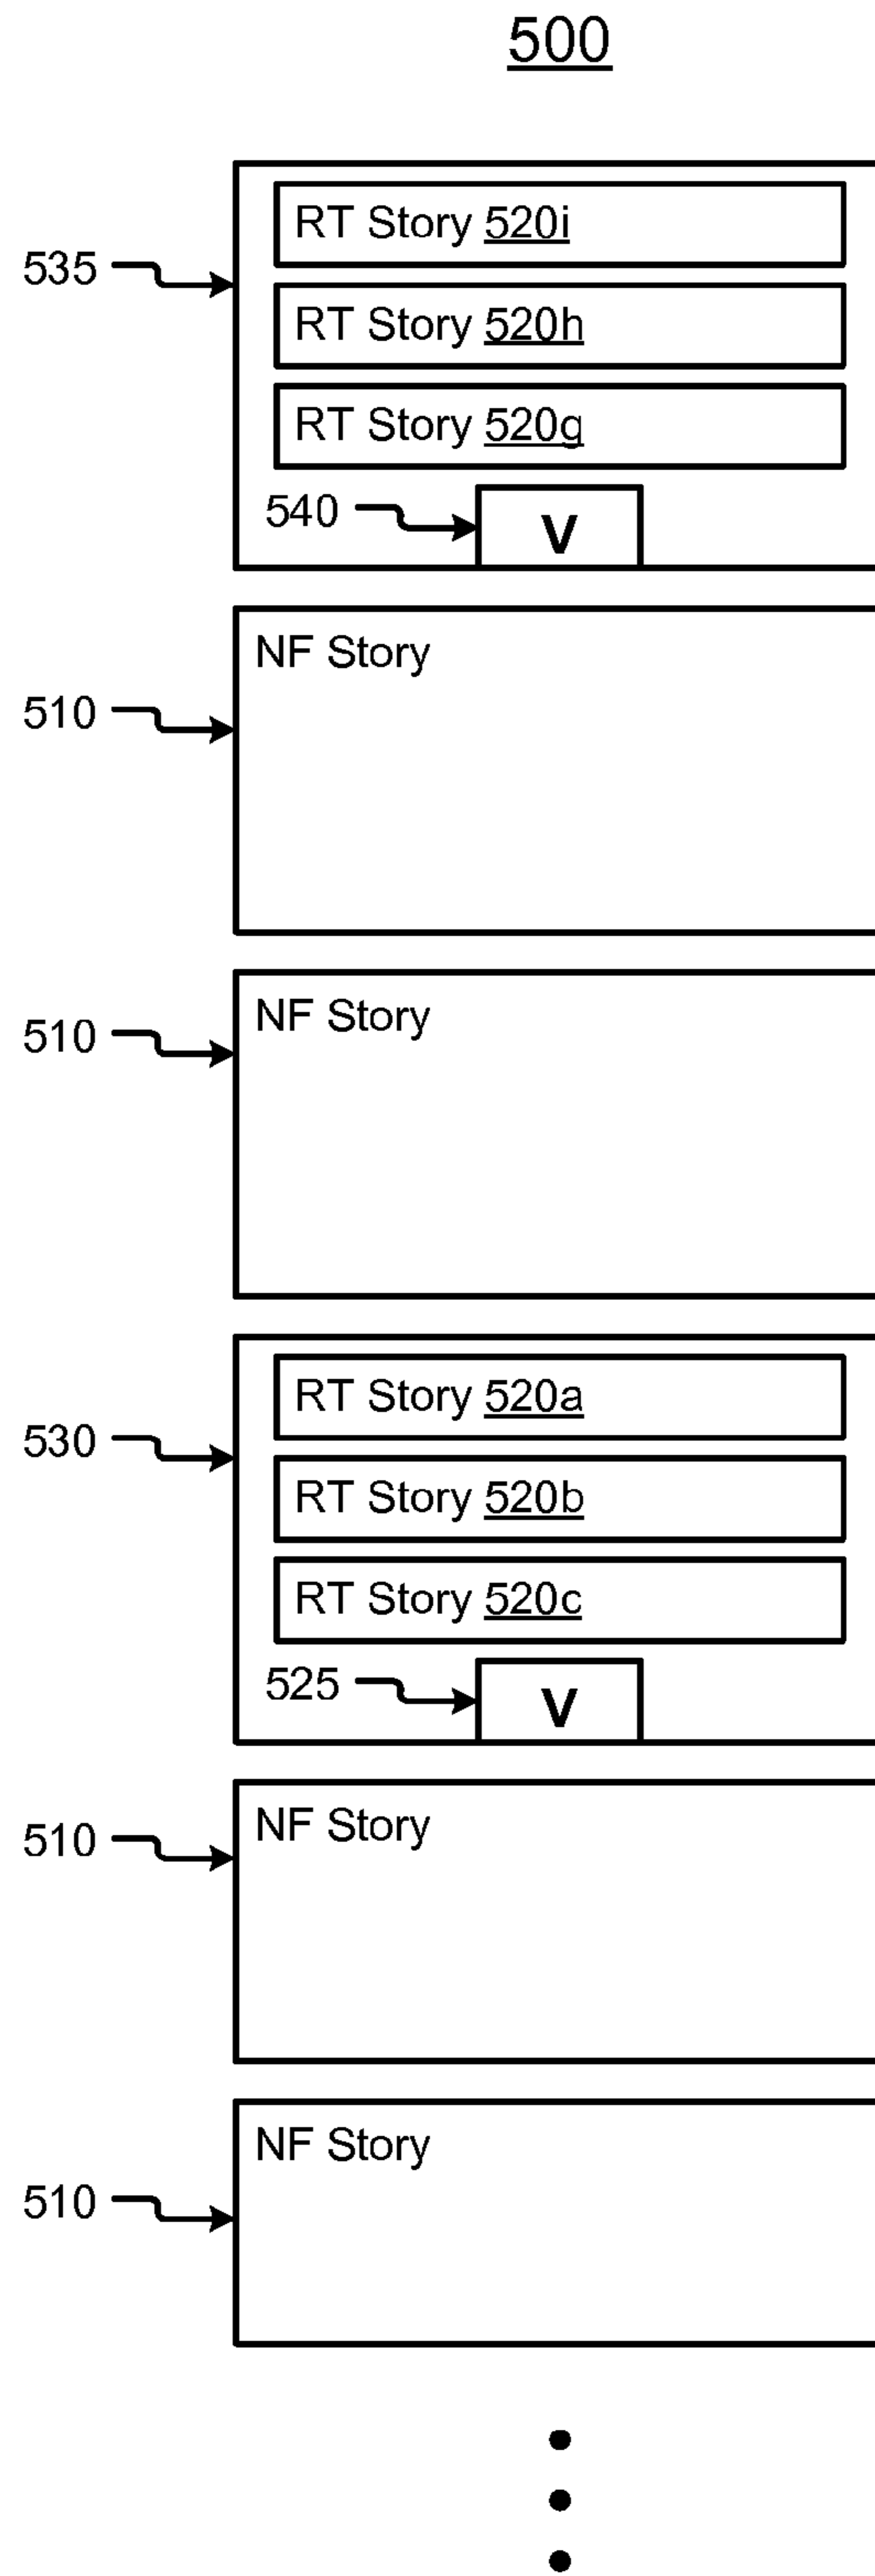 500
535
RT Story 520i
RT Story 520h
RT Story 520g
540
V
510
NF Story
510
NF Story
530
RT Story 520a
RT Story 520b
RT Story 520c
525
V
510
NF Story
510
NF Story